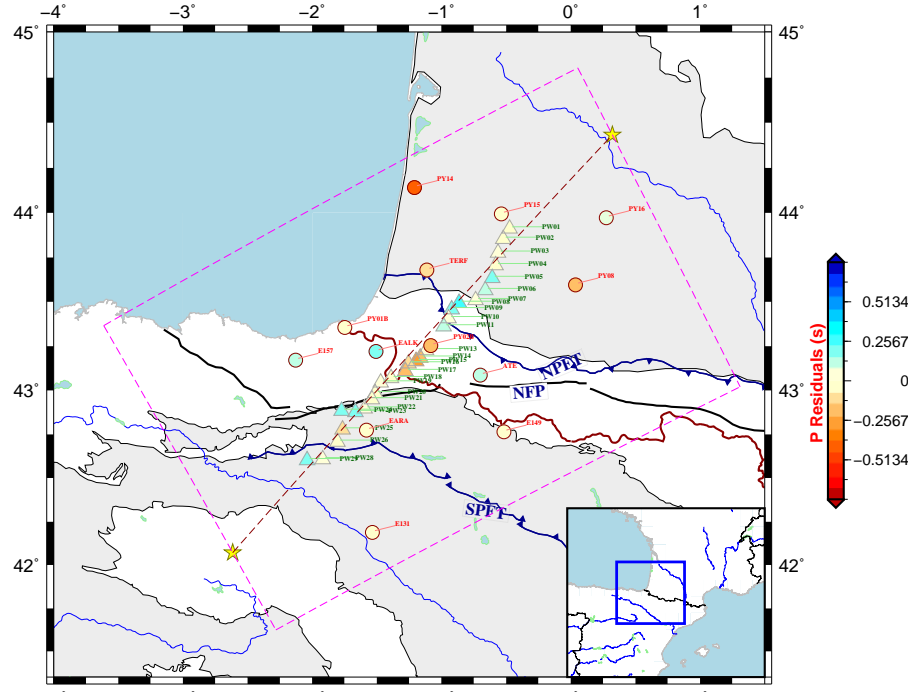 −4° −3° −2° −1° 0° 1°
45° 45°
PY14
44° PY15 PY16 44°
PW01
PW02
PW03
TERF PW04
PW05 PY08
PW06
PW07
PW08
PW09
PW10
PY01B PW11
EALK
E157 PW13
PW14
NPFT
PW17 ATE
PW18
43° NFP 43°
PW21
PW22
EARA
PW25 E149
PW26
PW28
SPFT
E131
42° 42°
P Residuals (s)
0.5134
0.2567
0
−0.2567
−0.5134